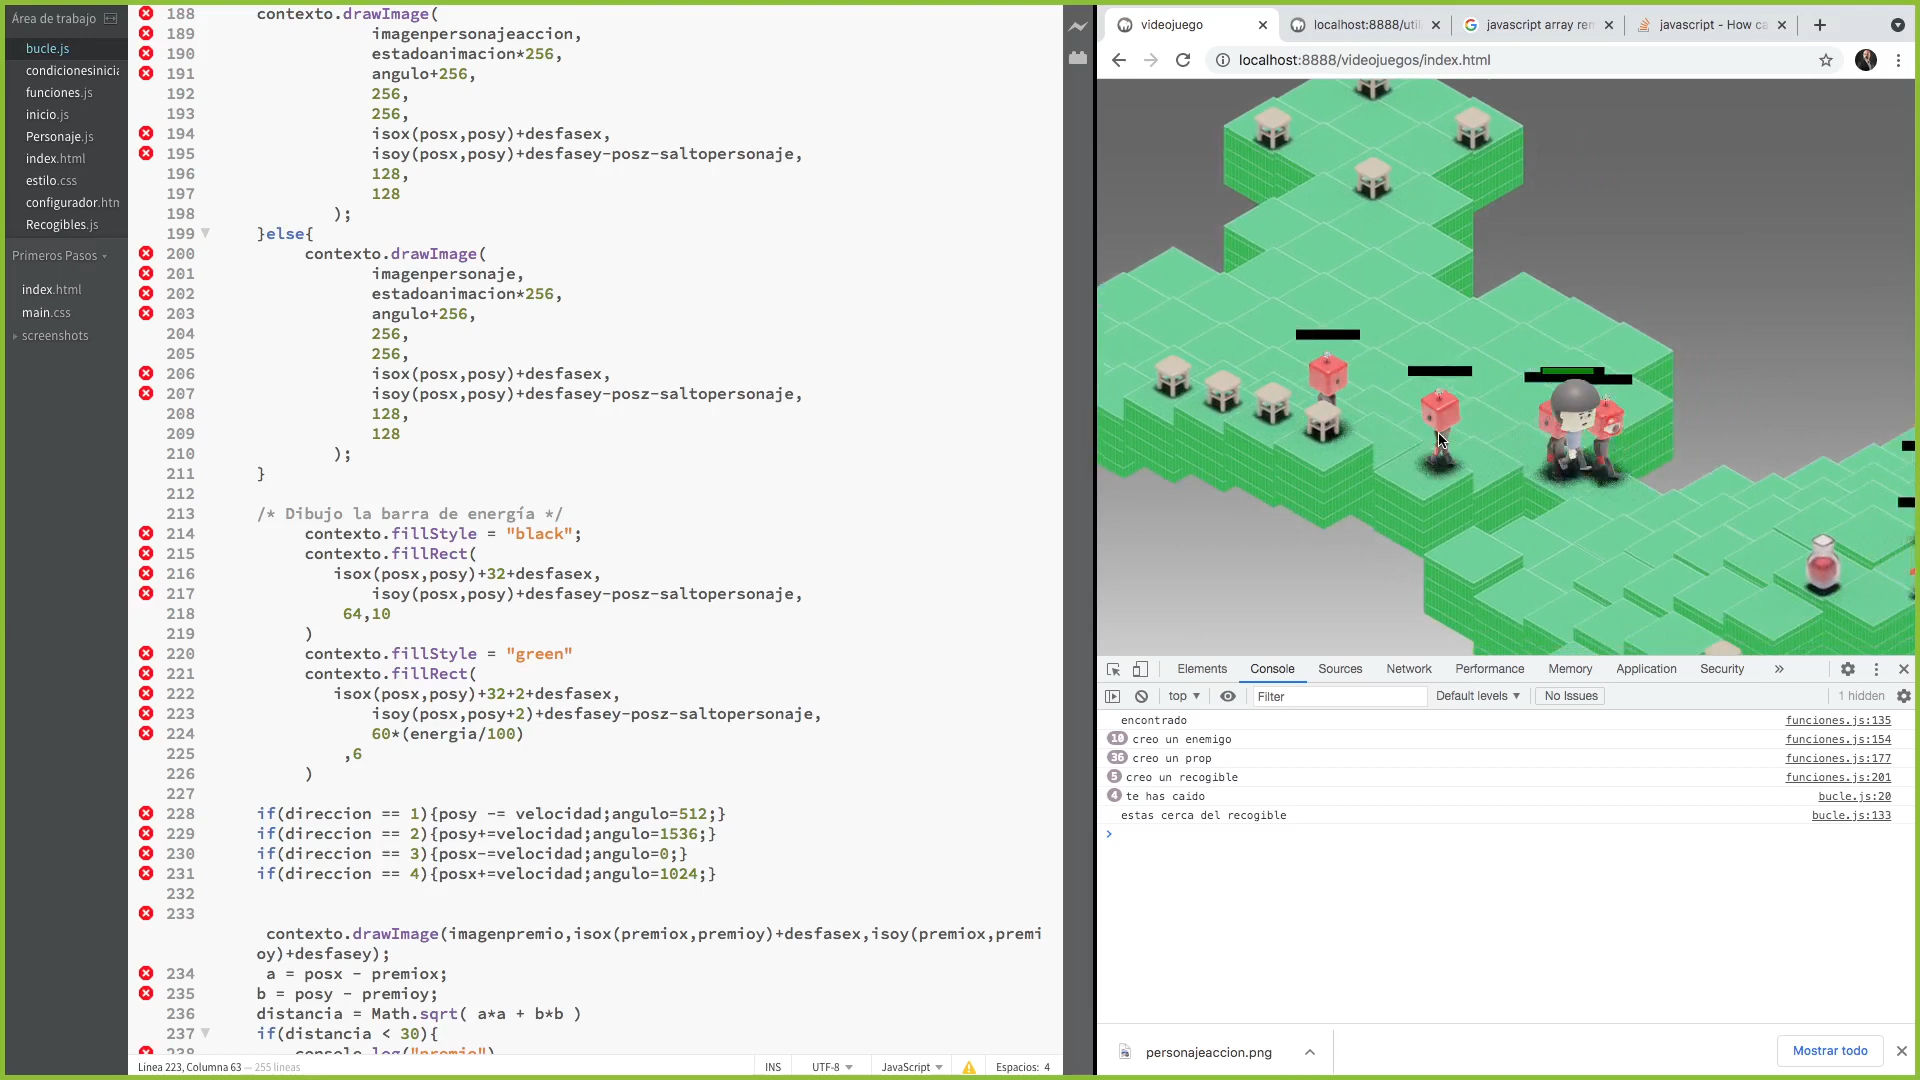 Área de trabajo
bucle.js
condicionesinicia
funciones.js
inicio.js
Personaje.js
index.html
estilo.css
configurador.htm
Recogibles.js
Primeros Pasos
index.html
main.css
screenshots
188 contexto.drawImage(
189 imagenpersonajeaccion,
190 estadoanimacion*256,
191 angulo+256,
192 256,
193 256,
194 isox(posx,posy)+desfasex,
195 isoy(posx,posy)+desfasey-posz-saltopersonaje,
196 128,
197 128
198 );
199 }else{
200 contexto.drawImage(
201 imagenpersonaje,
202 estadoanimacion*256,
203 angulo+256,
204 256,
205 256,
206 isox(posx,posy)+desfasex,
207 isoy(posx,posy)+desfasey-posz-saltopersonaje,
208 128,
209 128
210 );
211 }
212
213 /* Dibujo la barra de energía */
214 contexto.fillStyle = "black";
215 contexto.fillRect(
216 isox(posx,posy)+32+desfasex,
217 isoy(posx,posy)+desfasey-posz-saltopersonaje,
218 64,10
219 )
220 contexto.fillStyle = "green"
221 contexto.fillRect(
222 isox(posx,posy)+32+2+desfasex,
223 isoy(posx,posy+2)+desfasey-posz-saltopersonaje,
224 60*(energia/100)
225 ,6
226 )
227
228 if(direccion == 1){posy -= velocidad;angulo=512;}
229 if(direccion == 2){posy+=velocidad;angulo=1536;}
230 if(direccion == 3){posx-=velocidad;angulo=0;}
231 if(direccion == 4){posx+=velocidad;angulo=1024;}
232
233
contexto.drawImage(imagenpremio,isox(premiox,premioy)+desfasex,isoy(premiox,premi
oy)+desfasey);
234 a = posx - premiox;
235 b = posy - premioy;
236 distancia = Math.sqrt( a*a + b*b )
237 if(distancia < 30){
238 console.log("premio")
Línea 223, Columna 63 — 255 líneas INS UTF-8 JavaScript Espacios: 4
videojuego localhost:8888/util javascript array rem javascript - How ca
localhost:8888/videojuegos/index.html
Elements Console Sources Network Performance Memory Application Security
top Filter Default levels No Issues 1 hidden
encontrado funciones.js:135
10 creo un enemigo funciones.js:154
36 creo un prop funciones.js:177
5 creo un recogible funciones.js:201
4 te has caido bucle.js:20
estas cerca del recogible bucle.js:133
personajeaccion.png Mostrar todo